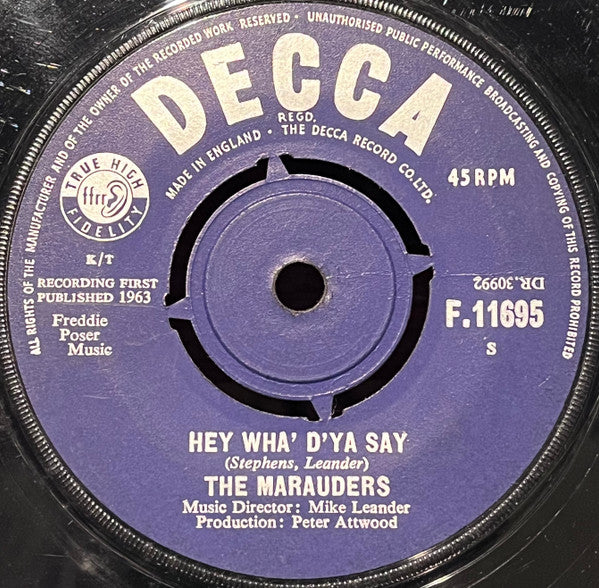 ALL RIGHTS OF THE MANUFACTURER AND OF THE OWNER OF THE RECORDED WORK RESERVED · UNAUTHORISED PUBLIC PERFORMANCE BROADCASTING AND COPYING OF THIS RECORD PROHIBITED
DECCA
REGD.
MADE IN ENGLAND · THE DECCA RECORD CO. LTD.
TRUE HIGH
ffrr
FIDELITY
45 RPM
K/T
RECORDING FIRST
PUBLISHED 1963
Freddie
Poser
Music
DR.30992
F.11695
S
HEY WHA' D'YA SAY
(Stephens, Leander)
THE MARAUDERS
Music Director: Mike Leander
Production: Peter Attwood